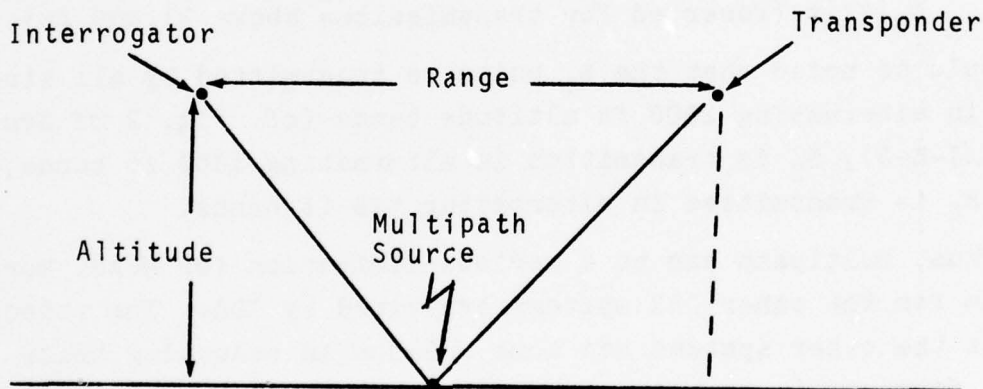 Interrogator
Transponder
Range
Altitude
Multipath
Source